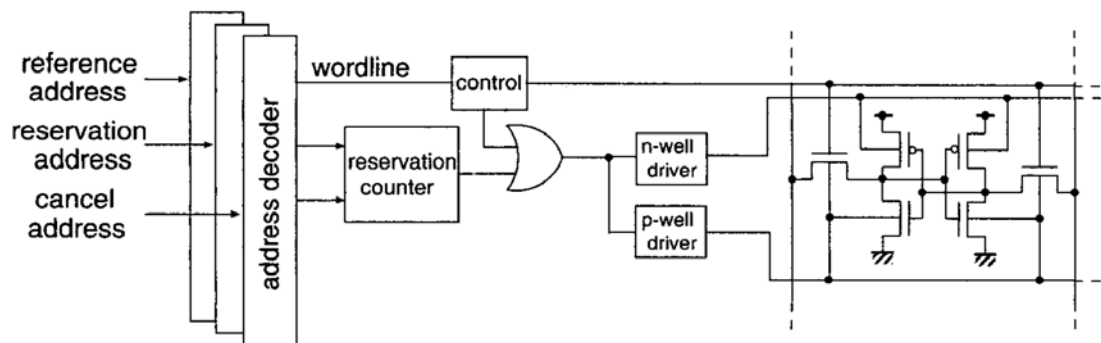 reference
address
reservation
address
cancel
address
address decoder
wordline
control
reservation
counter
n-well
driver
p-well
driver